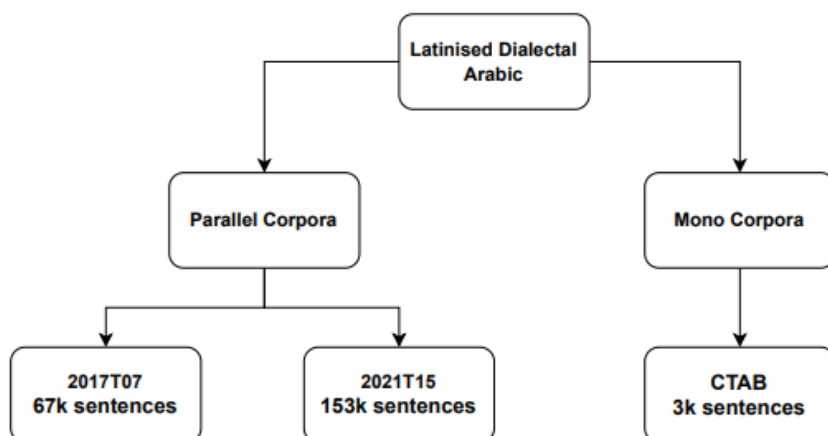 Latinised Dialectal
Arabic
Parallel Corpora
Mono Corpora
2017T07
67k sentences
2021T15
153k sentences
CTAB
3k sentences